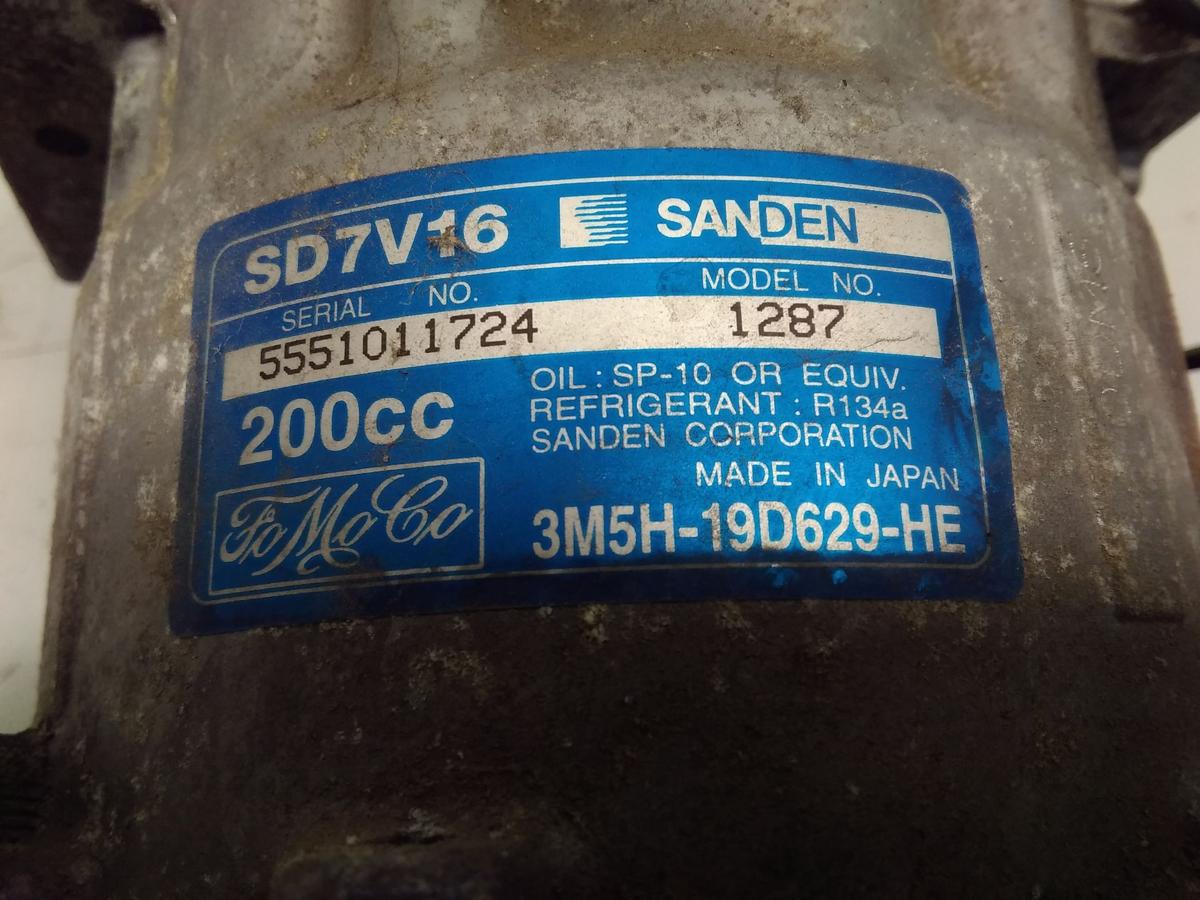 SD7V16 SANDEN
SERIAL NO. MODEL NO.
5551011724 1287
200cc
OIL : SP-10 OR EQUIV.
REFRIGERANT : R134a
SANDEN CORPORATION
MADE IN JAPAN
FoMoCo
3M5H-19D629-HE